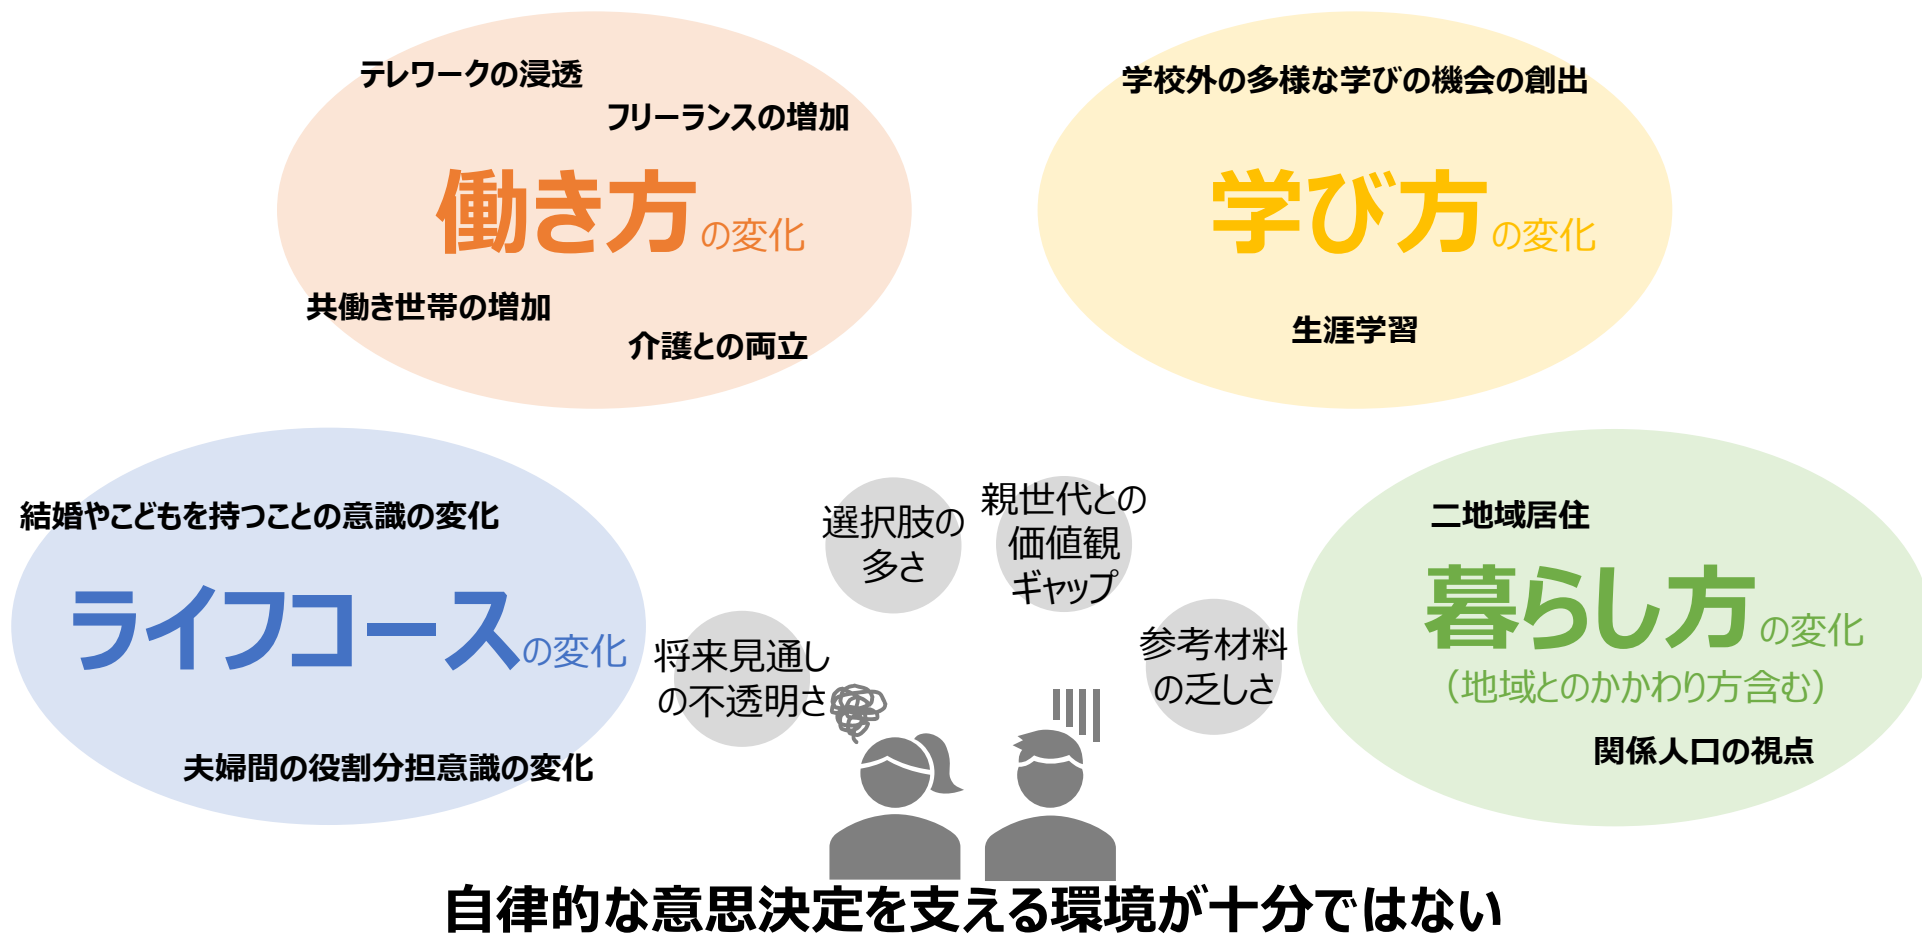 テレワークの浸透
フリーランスの増加
働き方の変化
共働き世帯の増加
介護との両立
学校外の多様な学びの機会の創出
学び方の変化
生涯学習
結婚やこどもを持つことの意識の変化
ライフコースの変化
夫婦間の役割分担意識の変化
将来見通し
の不透明さ
選択肢の
多さ
親世代との
価値観
ギャップ
参考材料
の乏しさ
二地域居住
暮らし方の変化
（地域とのかかわり方含む）
関係人口の視点
自律的な意思決定を支える環境が十分ではない